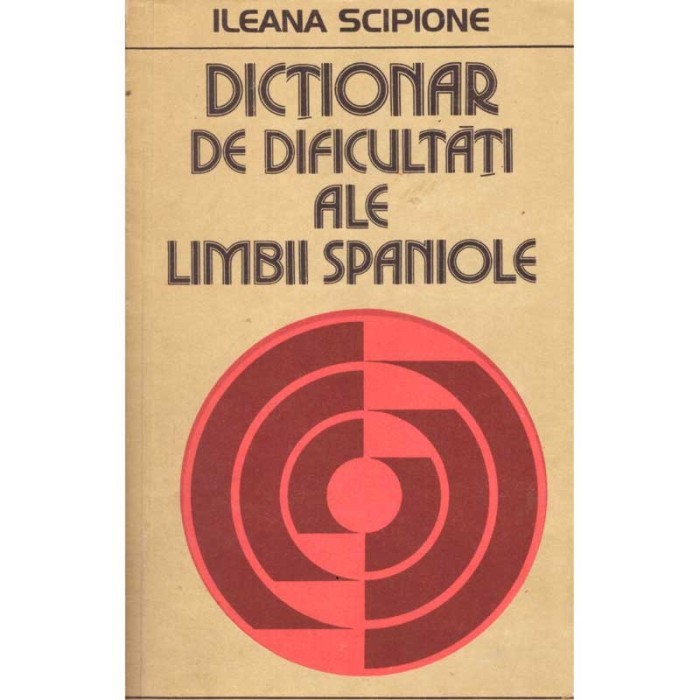 ILEANA SCIPIONE
DICȚIONAR
DE DIFICULTĂȚI
ALE
LIMBII SPANIOLE